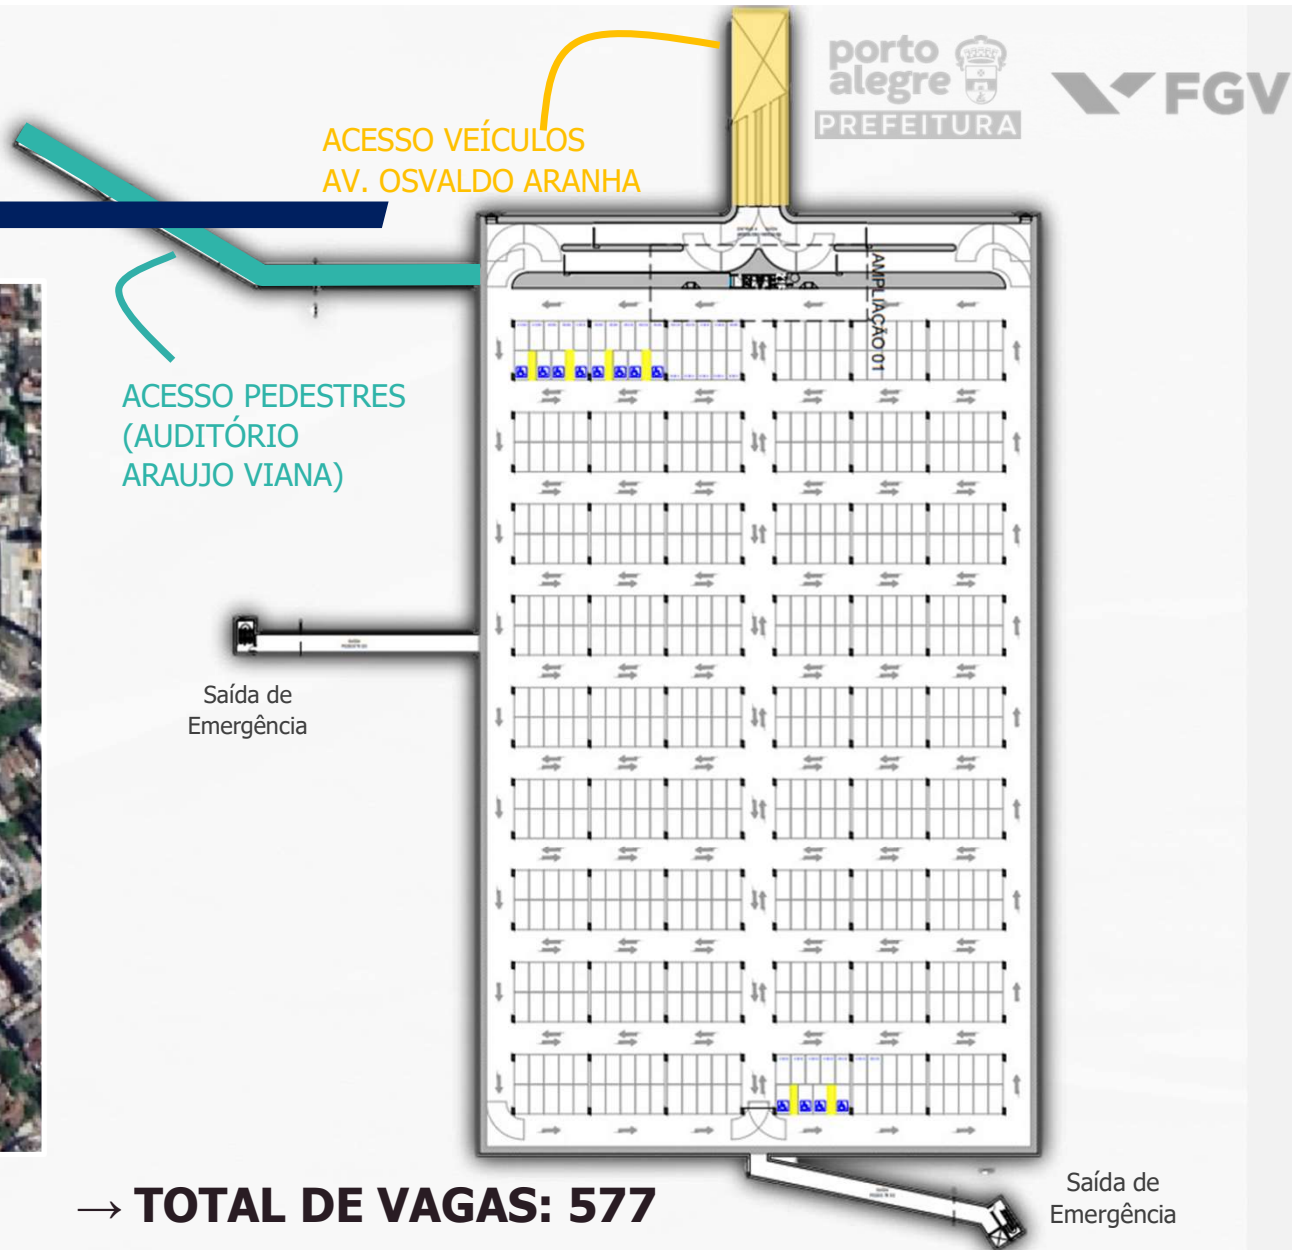 porto
alegre
PREFEITURA
FGV
ACESSO VEÍCULOS
AV. OSVALDO ARANHA
AMPLIAÇÃO 01
ACESSO PEDESTRES
(AUDITÓRIO
ARAUJO VIANA)
Saída de
Emergência
→ TOTAL DE VAGAS: 577
Saída de
Emergência